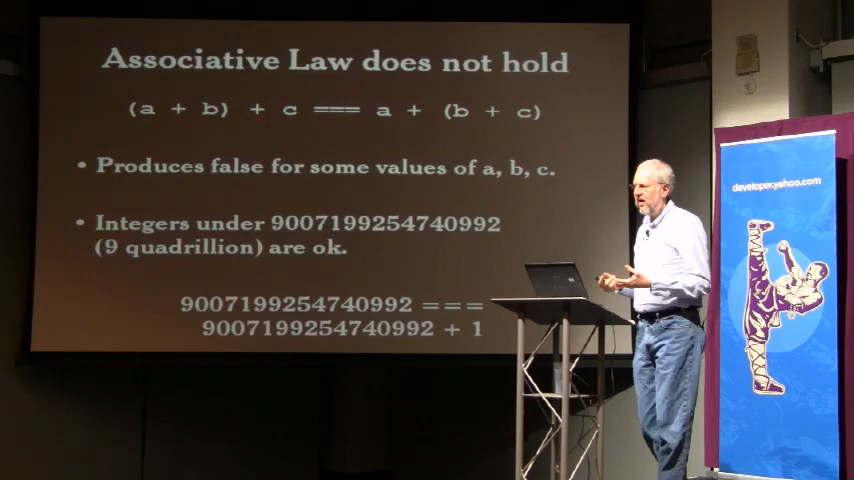 Associative Law does not hold
(a + b) + c === a + (b + c)
• Produces false for some values of a, b, c.
• Integers under 9007199254740992
(9 quadrillion) are ok.
9007199254740992 ===
9007199254740992 + 1
developer.yahoo.com